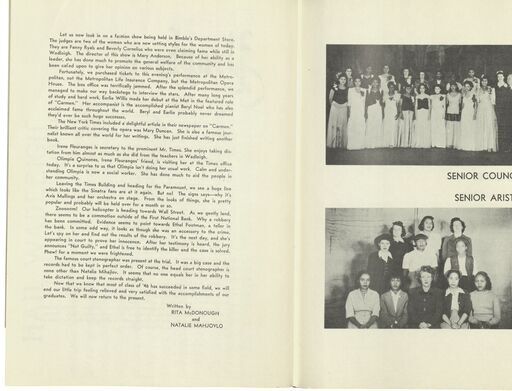 Let us now look in on a fashion show being held in Bimble's Department Store.
The judges are two of the women who are now setting styles for the women of today.
They are Fanny Ryals and Beverly Cornelius who were even claiming fame while still in
Wadleigh. The director of this show is Mary Anderson. Because of her ability as a
leader, she has done much to promote the general welfare of the community and has
been called upon to give her opinion on various subjects.
Fortunately, we purchased tickets to this evening's performance at the Metro-
politan, not the Metropolitan Life Insurance Company, but the Metropolitan Opera
House. The box office was terrifically jammed. After the splendid performance, we
managed to make our way backstage to interview the stars. After many long years
of study and hard work, Earlia Willis made her debut at the Met in the featured role
of "Carmen." Her accompanist is the accomplished pianist Beryl Noal who has also
acclaimed fame throughout the world. Beryl and Earlia probably never dreamed
they'd ever be such huge successes.
The New York Times included a delightful article in their newspaper on "Carmen."
Their brilliant critic covering the opera was Mary Duncan. She is also a famous jour-
nalist known all over the world for her writings. She has just finished writing another
book.
Irene Fleuranges is secretary to the prominent Mr. Times. She enjoys taking dic-
tation from him almost as much as she did from the teachers in Wadleigh.
Olimpia Quinones, Irene Fleuranges' friend, is visiting her at the Times office
today. It's a surprise to us that Olimpia isn't doing her usual work. Calm and under-
standing Olimpia is now a social worker. She has done much to aid the people in
her community.
Leaving the Times Building and heading for the Paramount, we see a huge line
which looks like the Sinatra fans are at it again. But no! The signs says—why it's
Avis Mullings and her orchestra on stage. From the looks of things, she is pretty
popular and probably will be held over for a month or so.
Zoooom! Our helicopter is heading towards Wall Street. As we gently land,
there seems to be a commotion outside of the First National Bank. Why a robbery
has been committed. Evidence seems to point towards Ethel Footman, a teller in
the bank. In some odd way, it looks as though she was an accessory to the crime.
Let's spy on her and find out the results of the robbery. It's the next day, and she's
appearing in court to prove her innocence. After her testimony is heard, the jury
announces "Not Guilty," and Ethel is free to identify the killer and the case is solved.
Phew! for a moment we were frightened.
The famous court stenographer was present at the trial. It was a big case and the
records had to be kept in perfect order. Of course, the head court stenographer is
none other than Natalie Mihajlov. It seems that no one equals her in her ability to
take dictation and keep the records straight.
Now that we know that most of class of '46 has succeeded in some field, we will
end our little trip feeling relieved and very satisfied with the accomplishments of our
graduates. We will now return to the present.
Written by
RITA McDONOUGH
and
NATALIE MAHJOYLO
SENIOR COUNC
SENIOR ARIST